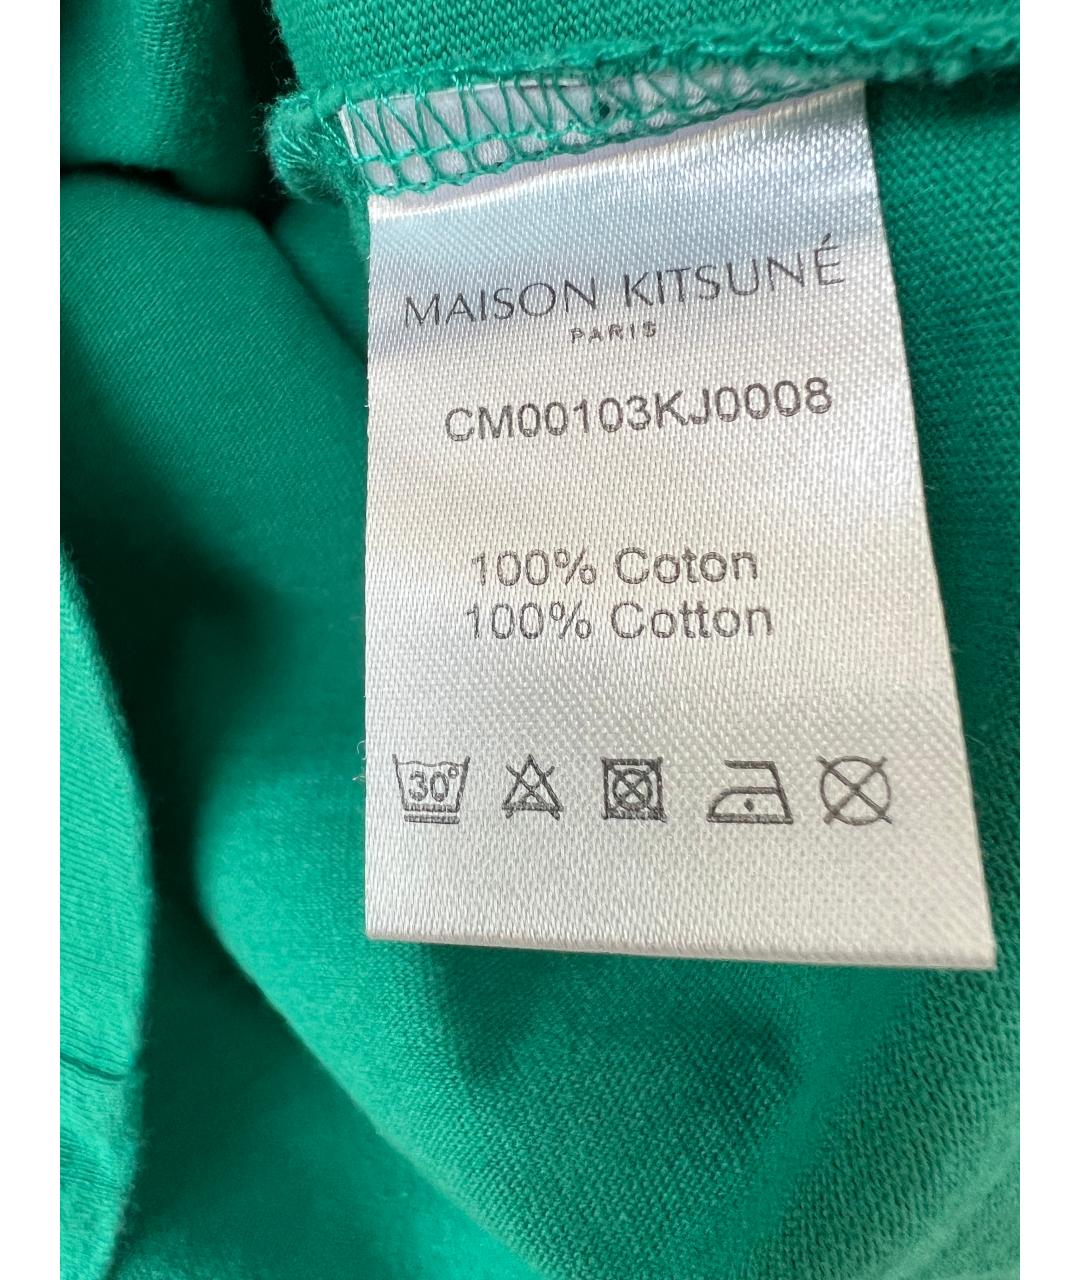 MAISON KITSUNÉ
PARIS
CM00103KJ0008
100% Coton
100% Cotton
30°